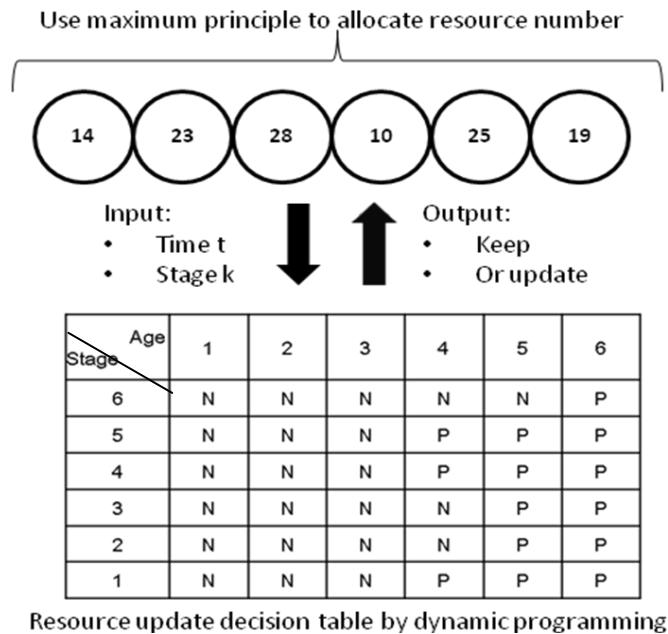 Use maximum principle to allocate resource number
14 23 28 10 25 19
Input:
• Time t
• Stage k
Output:
• Keep
• Or update
Age
Stage
1 2 3 4 5 6
6 N N N N N P
5 N N N P P P
4 N N N P P P
3 N N N N P P
2 N N N N P P
1 N N N P P P
Resource update decision table by dynamic programming